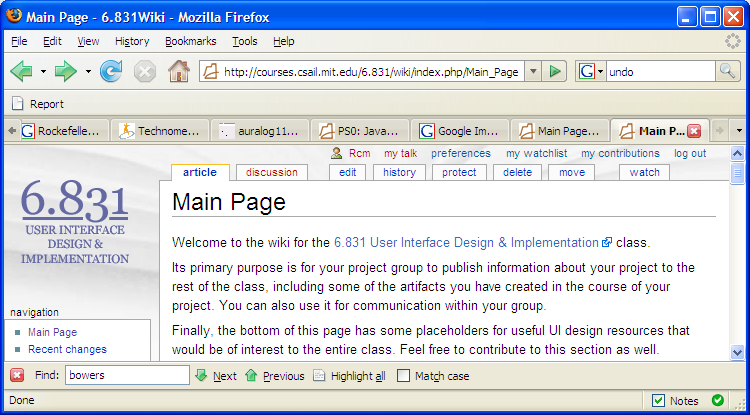 Main Page - 6.831Wiki - Mozilla Firefox
File Edit View History Bookmarks Tools Help
http://courses.csail.mit.edu/6.831/wiki/index.php/Main_Page G undo
Report
G Rockefelle... Technome... auralog11... PS0: Java... G Google Im... Main Page... Main P...
Rcm my talk preferences my watchlist my contributions log out
article discussion edit history protect delete move watch
6.831
USER INTERFACE
DESIGN &
IMPLEMENTATION
Main Page
Welcome to the wiki for the 6.831 User Interface Design & Implementation class.
Its primary purpose is for your project group to publish information about your project to the
rest of the class, including some of the artifacts you have created in the course of your
project. You can also use it for communication within your group.
Finally, the bottom of this page has some placeholders for useful UI design resources that
would be of interest to the entire class. Feel free to contribute to this section as well.
navigation
Main Page
Recent changes
Find: bowers Next Previous Highlight all Match case
Done Notes